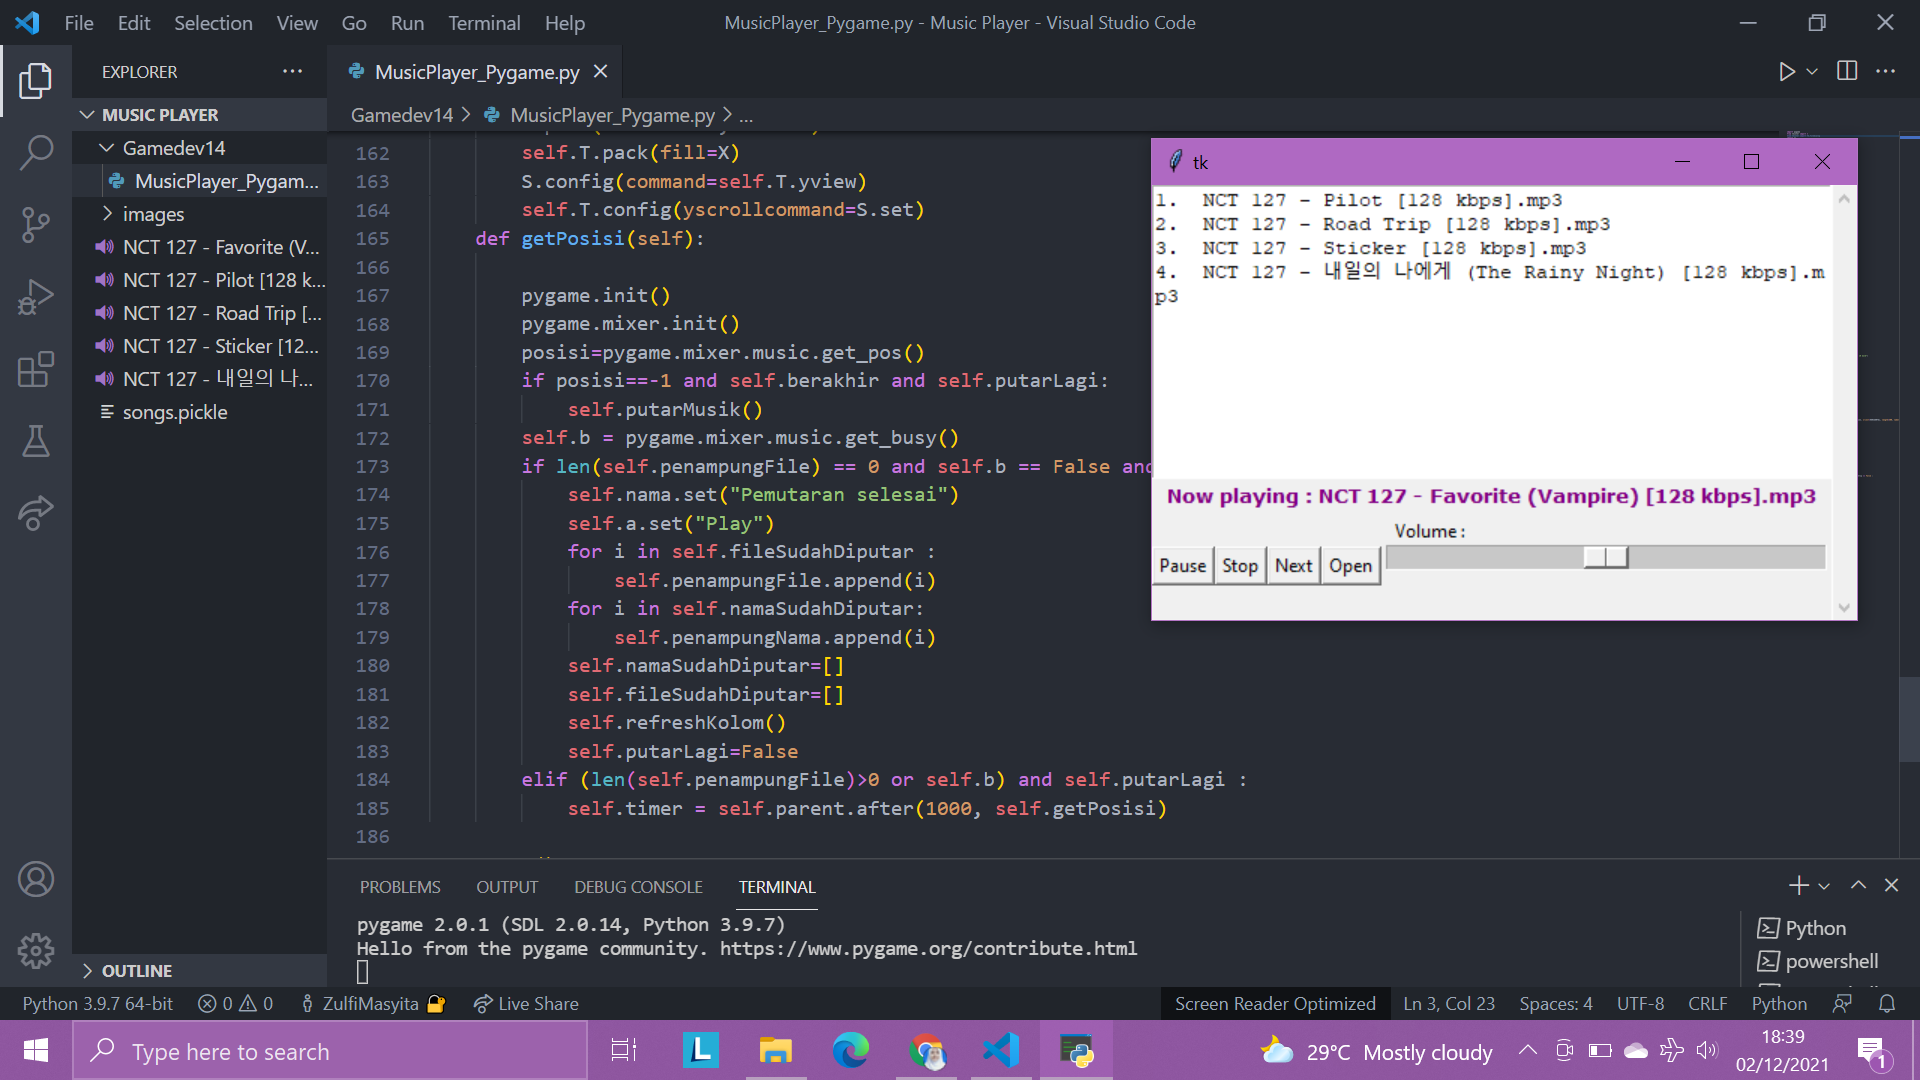 File Edit Selection View Go Run Terminal Help
MusicPlayer_Pygame.py - Music Player - Visual Studio Code
EXPLORER
MUSIC PLAYER
Gamedev14
MusicPlayer_Pygam...
images
NCT 127 - Favorite (V...
NCT 127 - Pilot [128 k...
NCT 127 - Road Trip [...
NCT 127 - Sticker [12...
NCT 127 - 내일의 나...
songs.pickle
OUTLINE
MusicPlayer_Pygame.py
Gamedev14 > MusicPlayer_Pygame.py > ...
162 self.T.pack(fill=X)
163 S.config(command=self.T.yview)
164 self.T.config(yscrollcommand=S.set)
165 def getPosisi(self):
166
167 pygame.init()
168 pygame.mixer.init()
169 posisi=pygame.mixer.music.get_pos()
170 if posisi==-1 and self.berakhir and self.putarLagi:
171 self.putarMusik()
172 self.b = pygame.mixer.music.get_busy()
173 if len(self.penampungFile) == 0 and self.b == False and
174 self.nama.set("Pemutaran selesai")
175 self.a.set("Play")
176 for i in self.fileSudahDiputar :
177 self.penampungFile.append(i)
178 for i in self.namaSudahDiputar:
179 self.penampungNama.append(i)
180 self.namaSudahDiputar=[]
181 self.fileSudahDiputar=[]
182 self.refreshKolom()
183 self.putarLagi=False
184 elif (len(self.penampungFile)>0 or self.b) and self.putarLagi :
185 self.timer = self.parent.after(1000, self.getPosisi)
186
tk
1. NCT 127 - Pilot [128 kbps].mp3
2. NCT 127 - Road Trip [128 kbps].mp3
3. NCT 127 - Sticker [128 kbps].mp3
4. NCT 127 - 내일의 나에게 (The Rainy Night) [128 kbps].m
p3
Now playing : NCT 127 - Favorite (Vampire) [128 kbps].mp3
Volume :
Pause Stop Next Open
PROBLEMS OUTPUT DEBUG CONSOLE TERMINAL
pygame 2.0.1 (SDL 2.0.14, Python 3.9.7)
Hello from the pygame community. https://www.pygame.org/contribute.html
Python
powershell
Python 3.9.7 64-bit 0 0 ZulfiMasyita Live Share
Screen Reader Optimized Ln 3, Col 23 Spaces: 4 UTF-8 CRLF Python
Type here to search
L
29°C Mostly cloudy
18:39
02/12/2021
1